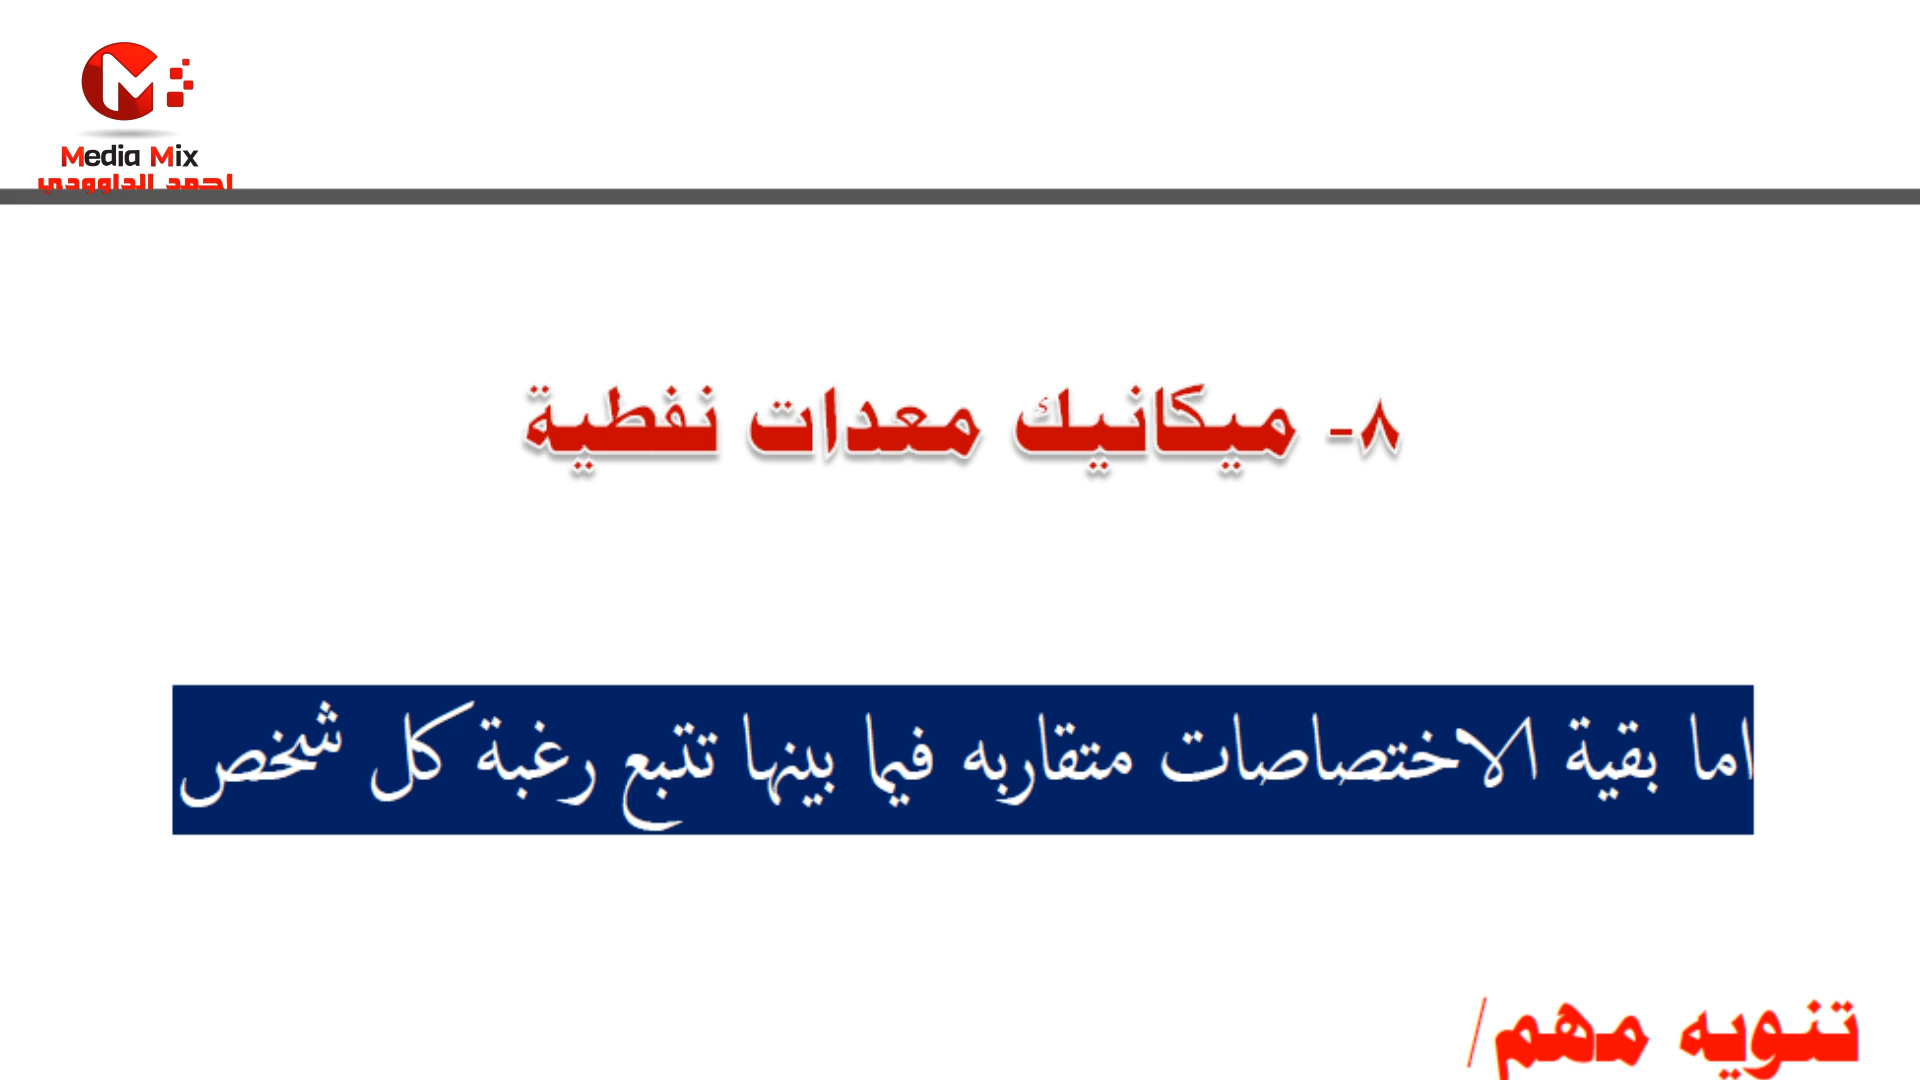 Media Mix
احمد الداوودي
٨- ميكانيك معدات نفطية
اما بقية الاختصاصات متقاربه فيما بينها تتبع رغبة كل شخص
تنويه مهم/